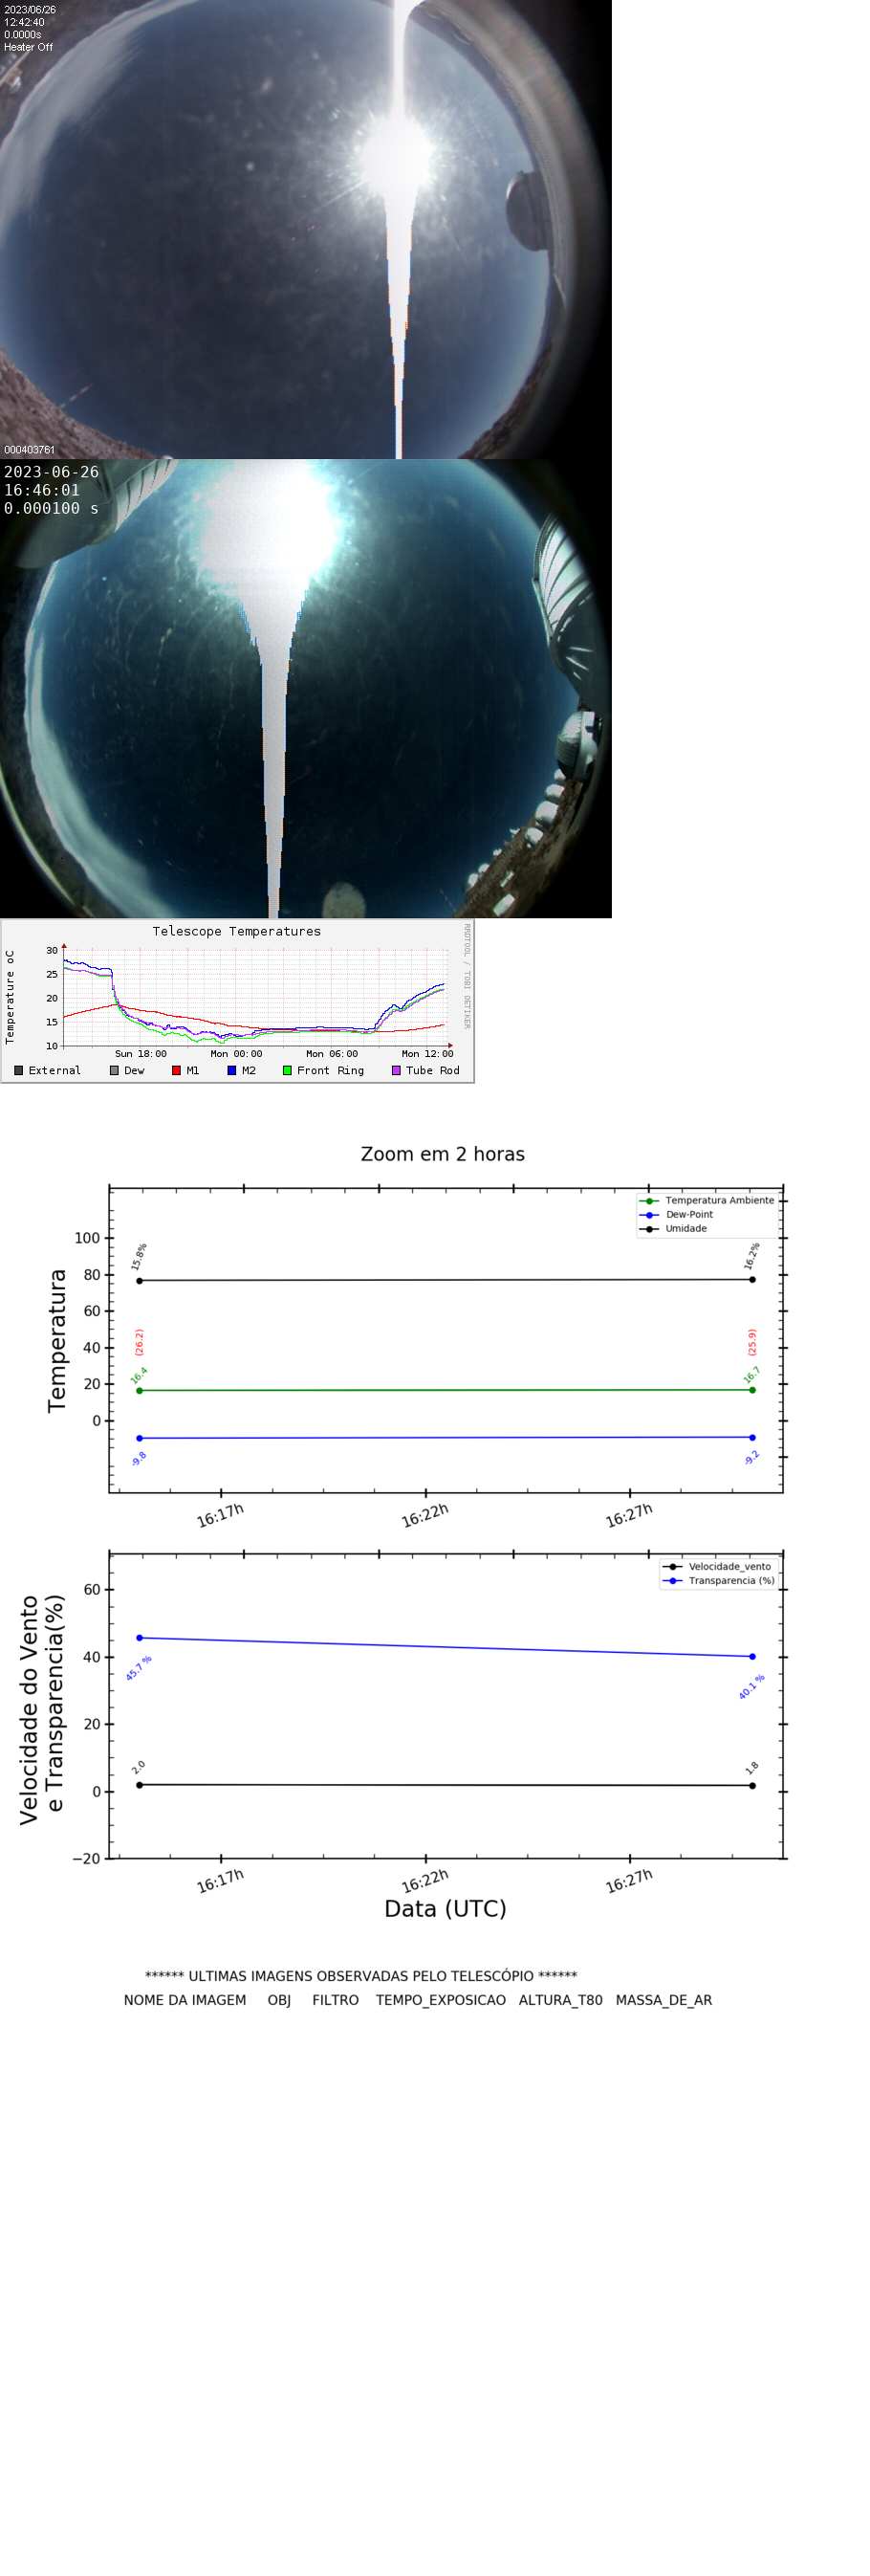 2023/06/26
12:42:40
0.0000s
Heater Off
000403761
2023-06-26
16:46:01
0.000100 s
Telescope Temperatures
RRDTOOL / TOBI OETIKER
Temperature oC
30
25
20
15
10
Sun 18:00 Mon 00:00 Mon 06:00 Mon 12:00
External Dew M1 M2 Front Ring Tube Rod
Zoom em 2 horas
Temperatura
Temperatura Ambiente
Dew-Point
Umidade
100
80
60
40
20
0
15.8% 16.2%
(26.2) (25.9)
16.4 16.7
-9.8 -9.2
16:17h 16:22h 16:27h
Velocidade do Vento
e Transparencia(%)
Velocidade_vento
Transparencia (%)
60
40
20
0
−20
45.7 % 40.1 %
2.0 1.8
16:17h 16:22h 16:27h
Data (UTC)
****** ULTIMAS IMAGENS OBSERVADAS PELO TELESCÓPIO ******
NOME DA IMAGEM OBJ FILTRO TEMPO_EXPOSICAO ALTURA_T80 MASSA_DE_AR